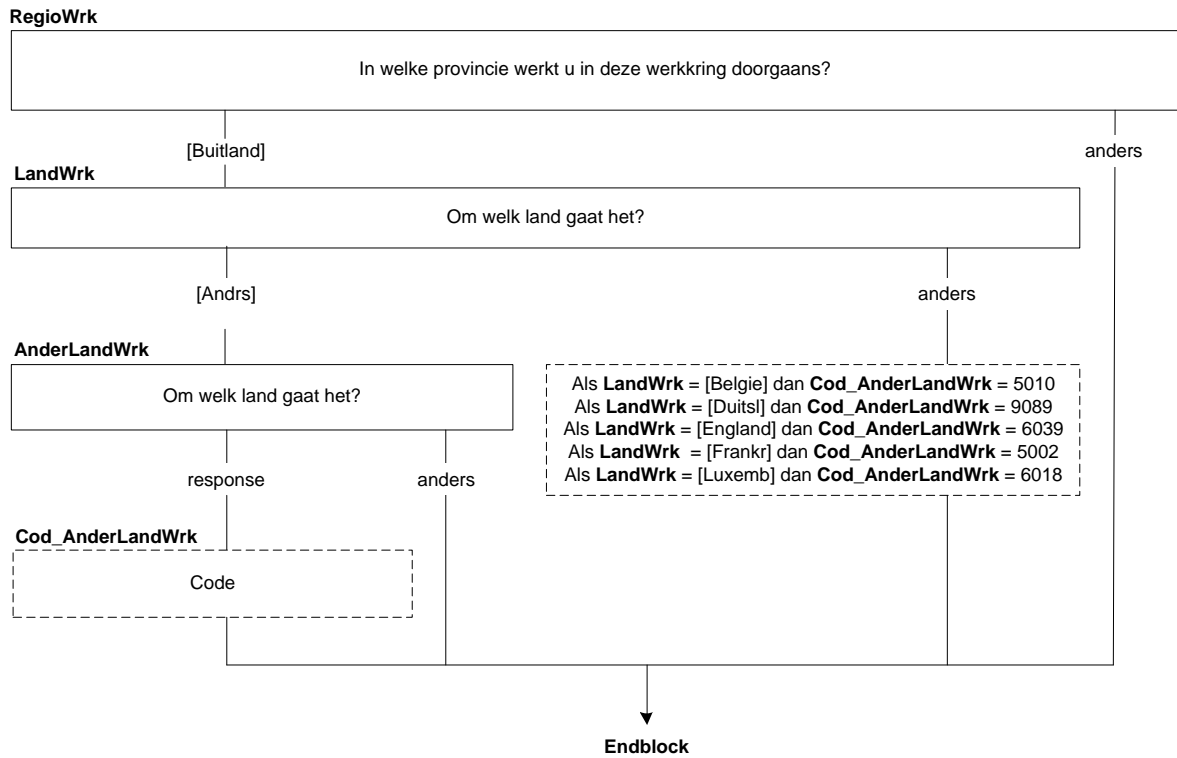 RegioWrk
In welke provincie werkt u in deze werkkring doorgaans?
[Buitland]
anders
LandWrk
Om welk land gaat het?
[Andrs]
anders
AnderLandWrk
Om welk land gaat het?
Als LandWrk = [Belgie] dan Cod_AnderLandWrk = 5010
Als LandWrk = [Duitsl] dan Cod_AnderLandWrk = 9089
Als LandWrk = [England] dan Cod_AnderLandWrk = 6039
Als LandWrk = [Frankr] dan Cod_AnderLandWrk = 5002
Als LandWrk = [Luxemb] dan Cod_AnderLandWrk = 6018
response
anders
Cod_AnderLandWrk
Code
Endblock